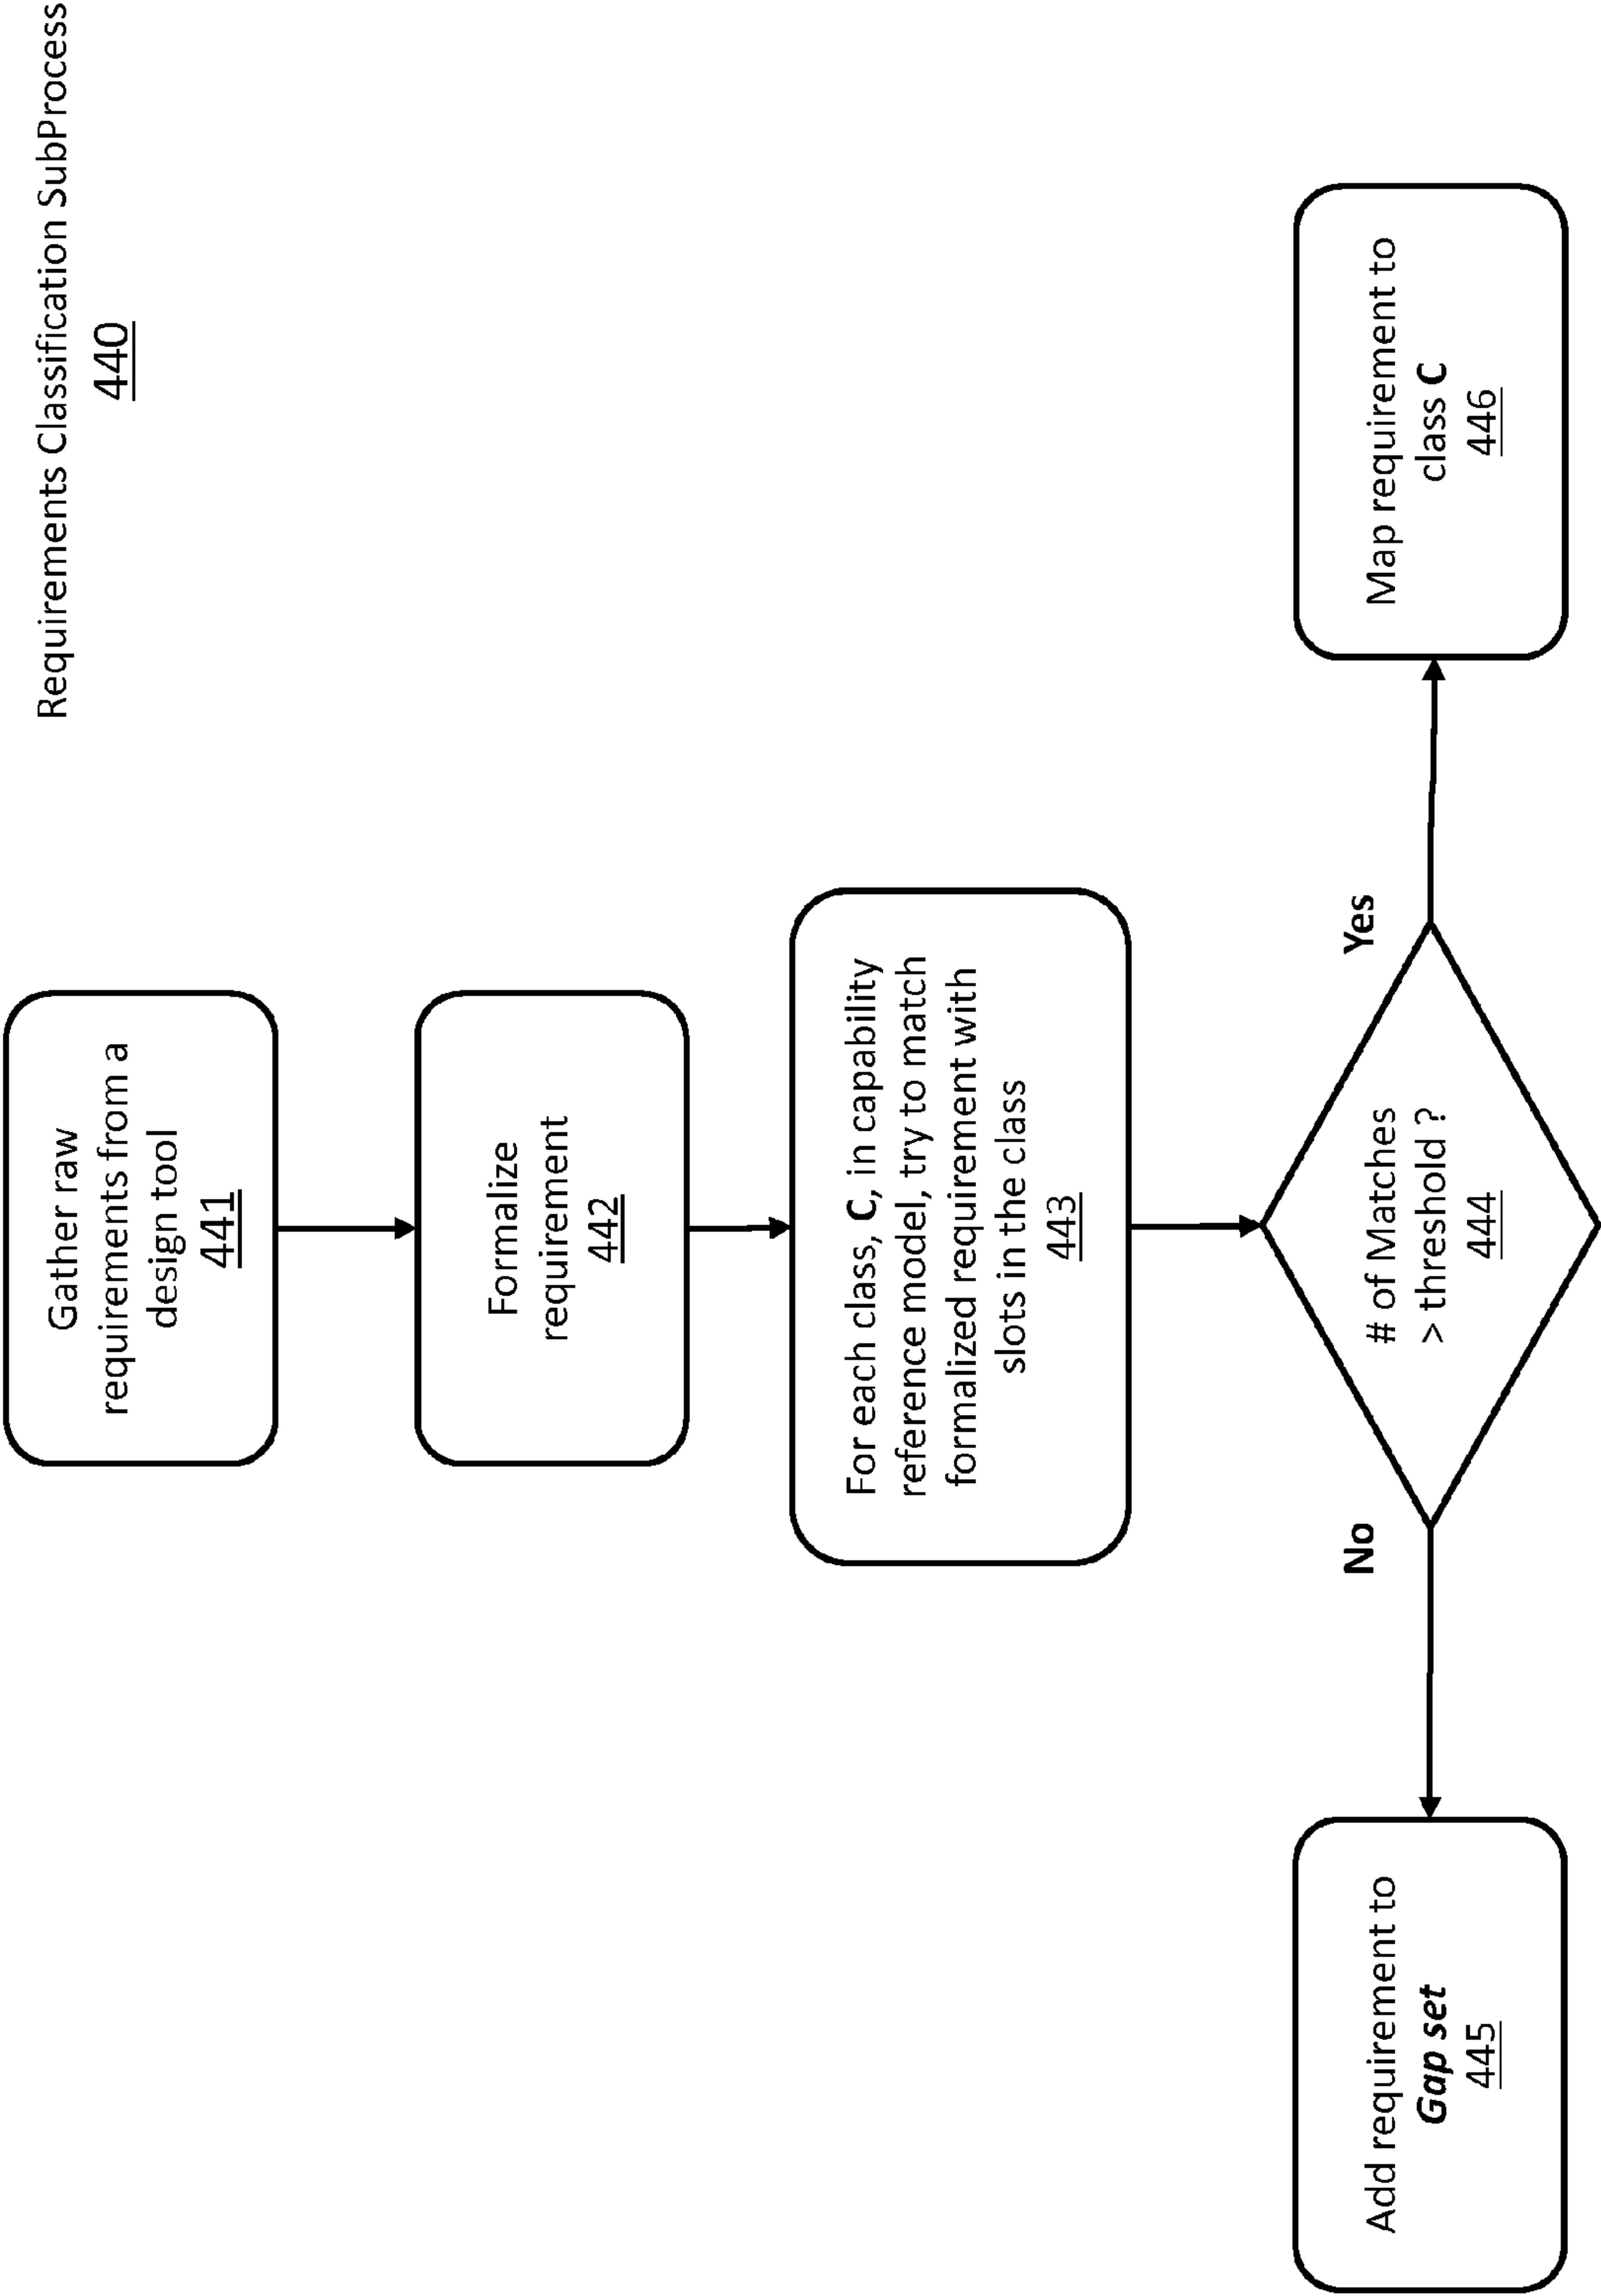 Requirements Classification SubProcess
440
Gather raw
requirements from a
design tool
441
Formalize
requirement
442
For each class, C, in capability
reference model, try to match
formalized requirement with
slots in the class
443
# of Matches
> threshold ?
444
No
Yes
Add requirement to
Gap set
445
Map requirement to
class C
446